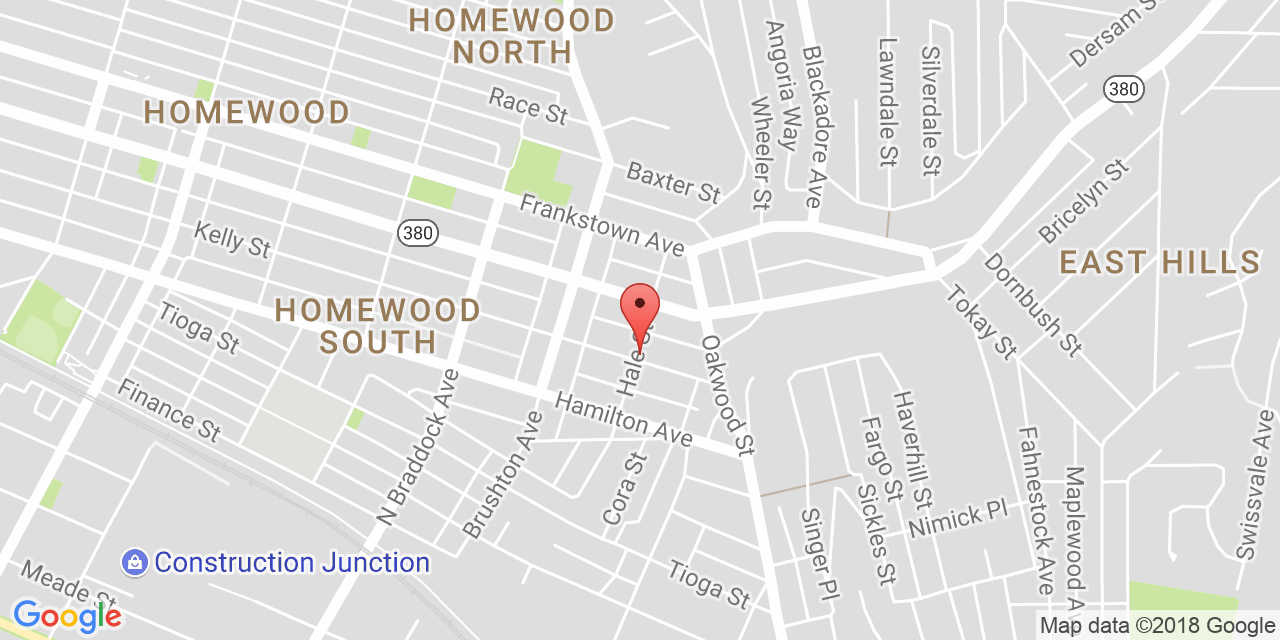 HOMEWOOD
NORTH
Dersam S
Angoria Way
Blackadore Ave
Lawndale St
Silverdale St
380
Race St
HOMEWOOD
Wheeler St
Baxter St
Bricelyn St
Frankstown Ave
380
Kelly St
EAST HILLS
Dornbush St
Tokay St
HOMEWOOD
SOUTH
Tioga St
Hale St
Oakwood St
Finance St
N Braddock Ave
Hamilton Ave
Brushton Ave
Cora St
Haverhill St
Fargo St
Sickles St
Nimick Pl
Singer Pl
Fahnestock Ave
Maplewood A
Swissvale Ave
Construction Junction
Tioga St
Meade St
Google
Map data ©2018 Google